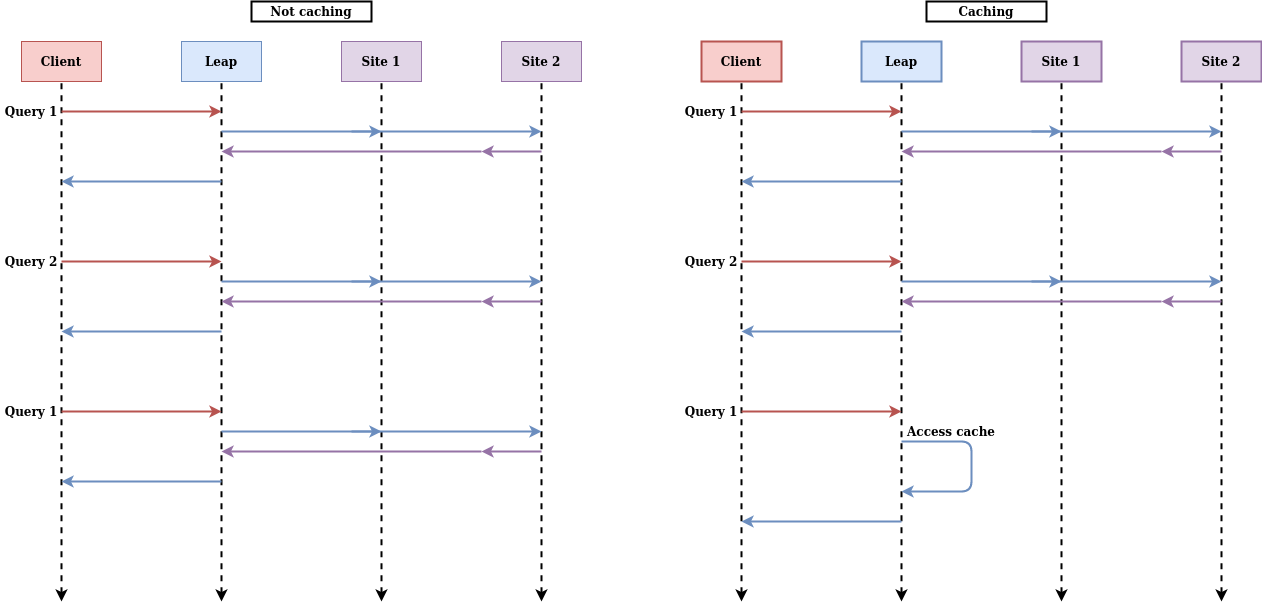 Not caching
Client
Leap
Site 1
Site 2
Query 1
Query 2
Query 1
Caching
Client
Leap
Site 1
Site 2
Query 1
Query 2
Query 1
Access cache